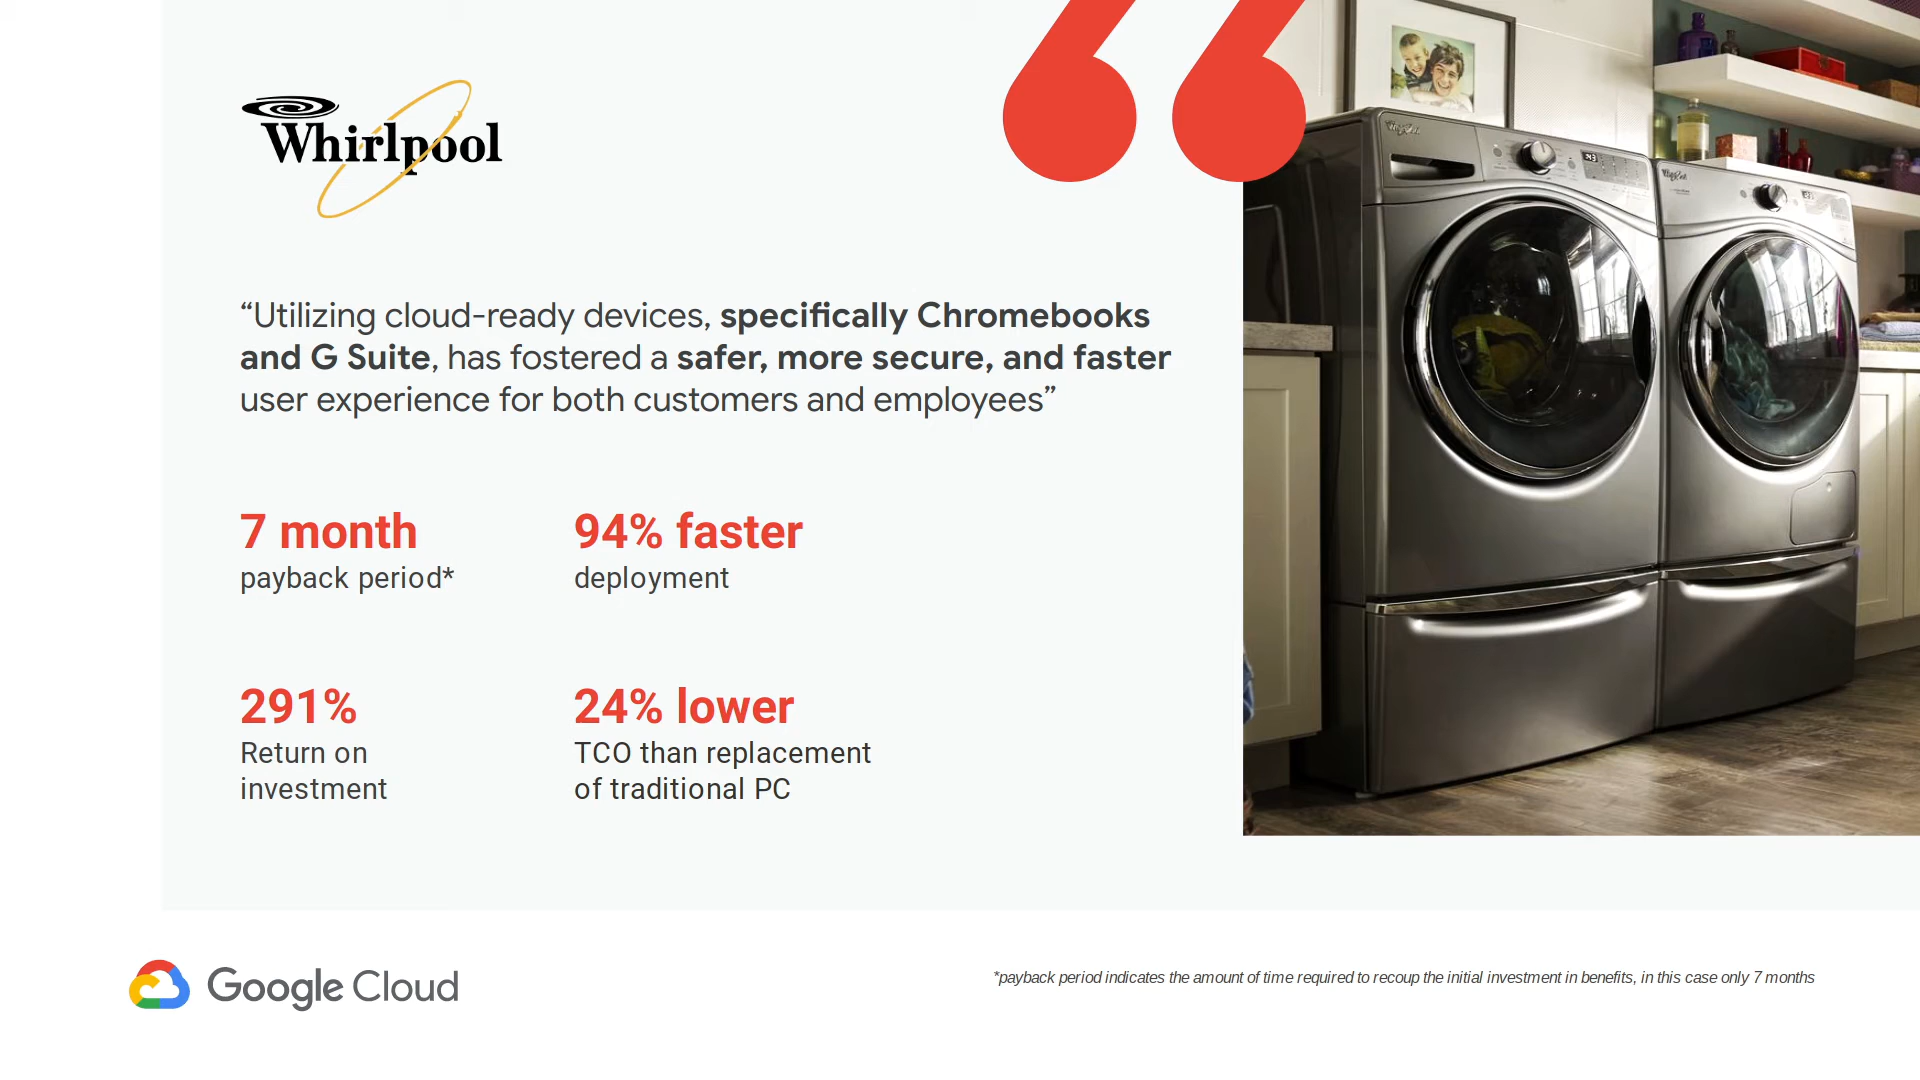 Whirlpool
“Utilizing cloud-ready devices, specifically Chromebooks
and G Suite, has fostered a safer, more secure, and faster
user experience for both customers and employees”
7 month
payback period*
94% faster
deployment
291%
Return on
investment
24% lower
TCO than replacement
of traditional PC
Google Cloud
*payback period indicates the amount of time required to recoup the initial investment in benefits, in this case only 7 months